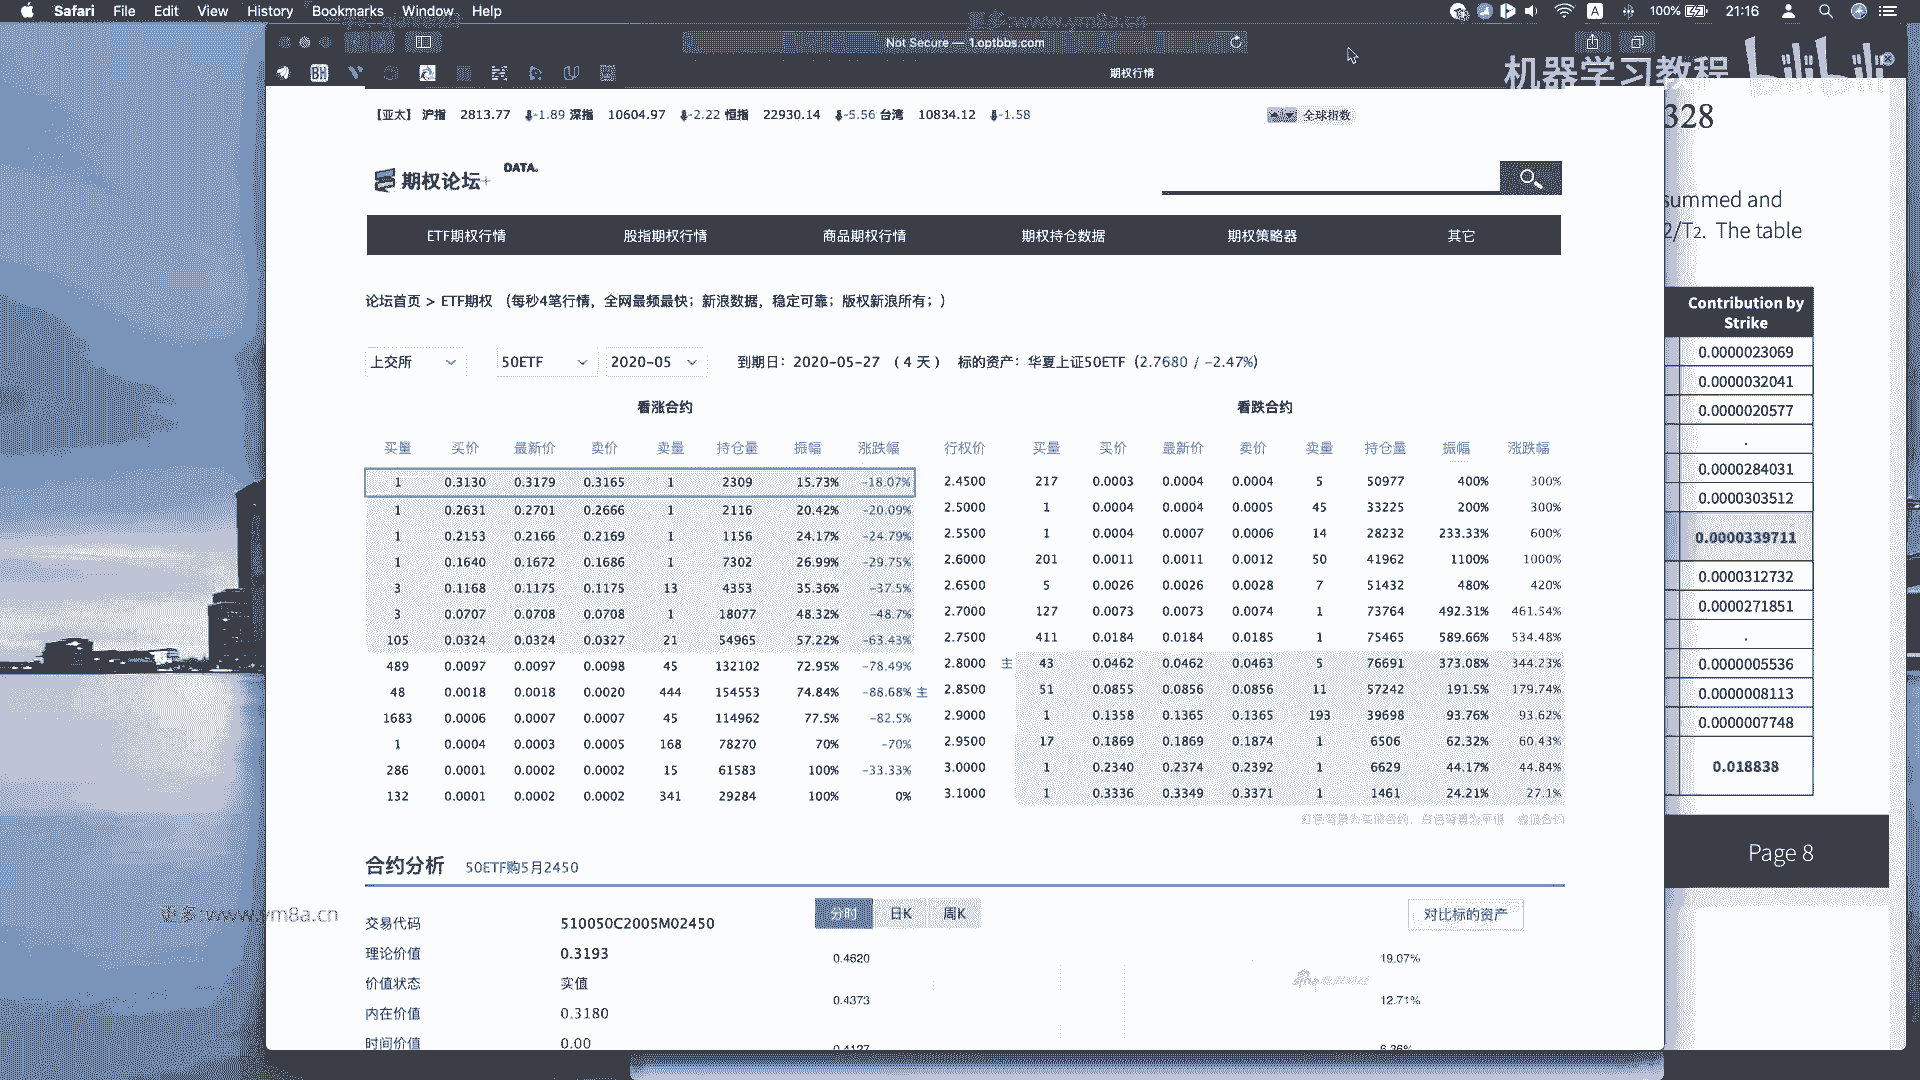 Safari File Edit View History Bookmarks Window Help
100% 21:16
更多:www.ym8a.cn
Not Secure — 1.optbbs.com
期权行情
机器学习教程 bilibili
【亚太】 沪指 2813.77 -1.89 深指 10604.97 -2.22 恒指 22930.14 -5.56 台湾 10834.12 -1.58
全球指数
328
期权论坛+ DATA.
summed and
2/T2. The table
ETF期权行情 股指期权行情 商品期权行情 期权持仓数据 期权策略器 其它
论坛首页 > ETF期权 （每秒4笔行情，全网最频最快；新浪数据，稳定可靠；版权新浪所有；）
上交所 50ETF 2020-05 到期日：2020-05-27 （ 4 天 ） 标的资产：华夏上证50ETF（2.7680 / -2.47%）
看涨合约 看跌合约
买量 买价 最新价 卖价 卖量 持仓量 振幅 涨跌幅 行权价 买量 买价 最新价 卖价 卖量 持仓量 振幅 涨跌幅
1 0.3130 0.3179 0.3165 1 2309 15.73% -18.07% 2.4500 217 0.0003 0.0004 0.0004 5 50977 400% 300%
1 0.2631 0.2701 0.2666 1 2116 20.42% -20.09% 2.5000 1 0.0004 0.0004 0.0005 45 33225 200% 300%
1 0.2153 0.2166 0.2169 1 1156 24.17% -24.79% 2.5500 1 0.0004 0.0007 0.0006 14 28232 233.33% 600%
1 0.1640 0.1672 0.1686 1 7302 26.99% -29.75% 2.6000 201 0.0011 0.0011 0.0012 50 41962 1100% 1000%
3 0.1168 0.1175 0.1175 13 4353 35.36% -37.5% 2.6500 5 0.0026 0.0026 0.0028 7 51432 480% 420%
3 0.0707 0.0708 0.0708 1 18077 48.32% -48.7% 2.7000 127 0.0073 0.0073 0.0074 1 73764 492.31% 461.54%
105 0.0324 0.0324 0.0327 21 54965 57.22% -63.43% 2.7500 411 0.0184 0.0184 0.0185 1 75465 589.66% 534.48%
489 0.0097 0.0097 0.0098 45 132102 72.95% -78.49% 2.8000 主 43 0.0462 0.0462 0.0463 5 76691 373.08% 344.23%
48 0.0018 0.0018 0.0020 444 154553 74.84% -88.68% 主 2.8500 51 0.0855 0.0856 0.0856 11 57242 191.5% 179.74%
1683 0.0006 0.0007 0.0007 45 114962 77.5% -82.5% 2.9000 1 0.1358 0.1365 0.1365 193 39698 93.76% 93.62%
1 0.0004 0.0003 0.0005 168 78270 70% -70% 2.9500 17 0.1869 0.1869 0.1874 1 6506 62.32% 60.43%
286 0.0001 0.0002 0.0002 15 61583 100% -33.33% 3.0000 1 0.2340 0.2374 0.2392 1 6629 44.17% 44.84%
132 0.0001 0.0002 0.0002 341 29284 100% 0% 3.1000 1 0.3336 0.3349 0.3371 1 1461 24.21% 27.1%
Contribution by
Strike
0.0000023069
0.0000032041
0.0000020577
.
0.0000284031
0.0000303512
0.0000339711
0.0000312732
0.0000271851
.
0.0000005536
0.0000008113
0.0000007748
0.018838
Page 8
合约分析 50ETF购5月2450
更多:www.ym8a.cn
交易代码 510050C2005M02450
理论价值 0.3193
价值状态 实值
内在价值 0.3180
时间价值 0.00
分时 日K 周K 对比标的资产
0.4620 19.07%
0.4373 12.71%